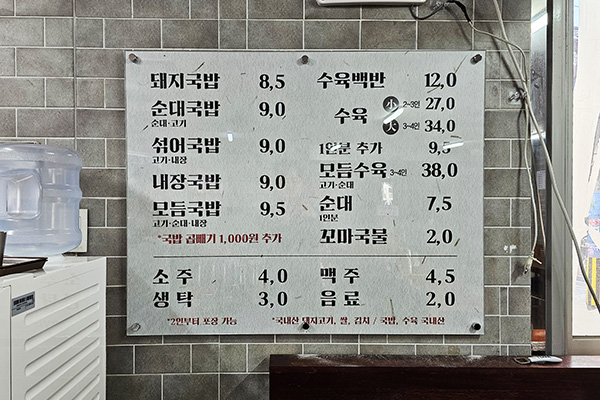 돼지국밥 8,5
순대국밥 9,0
순대·고기
섞어국밥 9,0
고기·내장
내장국밥 9,0
모듬국밥 9,5
고기·순대·내장
*국밥 곱빼기 1,000원 추가
수육백반 12,0
수육 小 2~3인 27,0
大 3~4인 34,0
1인분 추가 9,5
모듬수육 3~4인 38,0
고기·순대
순대 7,5
1인분
꼬마국물 2,0
소주 4,0
생탁 3,0
맥주 4,5
음료 2,0
*2인부터 포장 가능
*국내산 돼지고기, 쌀, 김치 / 국밥, 수육 국내산